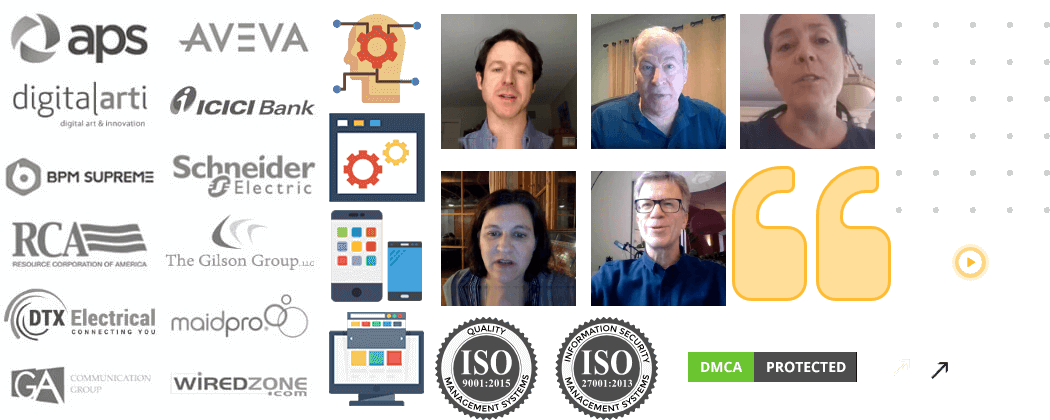 aps
AVEVA
digital|arti
digital art & innovation
ICICI Bank
BPM SUPREME
Schneider
Electric
RCA
RESOURCE CORPORATION OF AMERICA
The Gilson Group, LLC
DTX Electrical
CONNECTING YOU
maidpro
GA
COMMUNICATION
GROUP
WIREDZONE
.com
QUALITY
ISO
9001:2015
MANAGEMENT SYSTEMS
INFORMATION SECURITY
ISO
27001:2013
MANAGEMENT SYSTEMS
DMCA PROTECTED